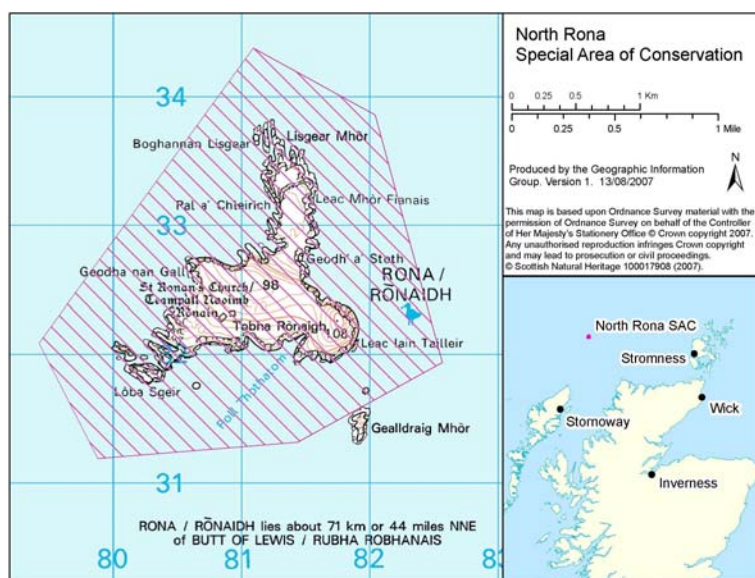 34
Boghannan Lisgear
Lisgear Mhòr
Pal a' Chleirich
Leac Mhòr Fianais
33
Geodh' a' Stoth
Geodha nan Gall
98
RONA /
RÒNAIDH
St Ronan's Church/
Teampall Naoimh
Rònain
Tobha Rònaigh
108
Leac Iain Tailleir
Lòba Sgeir
Poll Thothatom
Gealldraig Mhòr
31
RONA / RÒNAIDH lies about 71 km or 44 miles NNE
of BUTT OF LEWIS / RUBHA ROBHANAIS
80
81
82
North Rona
Special Area of Conservation
0 0.25 0.5 1 Km
0 0.25 0.5 1 Mile
N
Produced by the Geographic Information
Group. Version 1. 13/08/2007
This map is based upon Ordnance Survey material with the
permission of Ordnance Survey on behalf of the Controller
of Her Majesty's Stationery Office © Crown copyright 2007.
Any unauthorised reproduction infringes Crown copyright
and may lead to prosecution or civil proceedings.
© Scottish Natural Heritage 100017908 (2007).
North Rona SAC
Stromness
Wick
Stornoway
Inverness